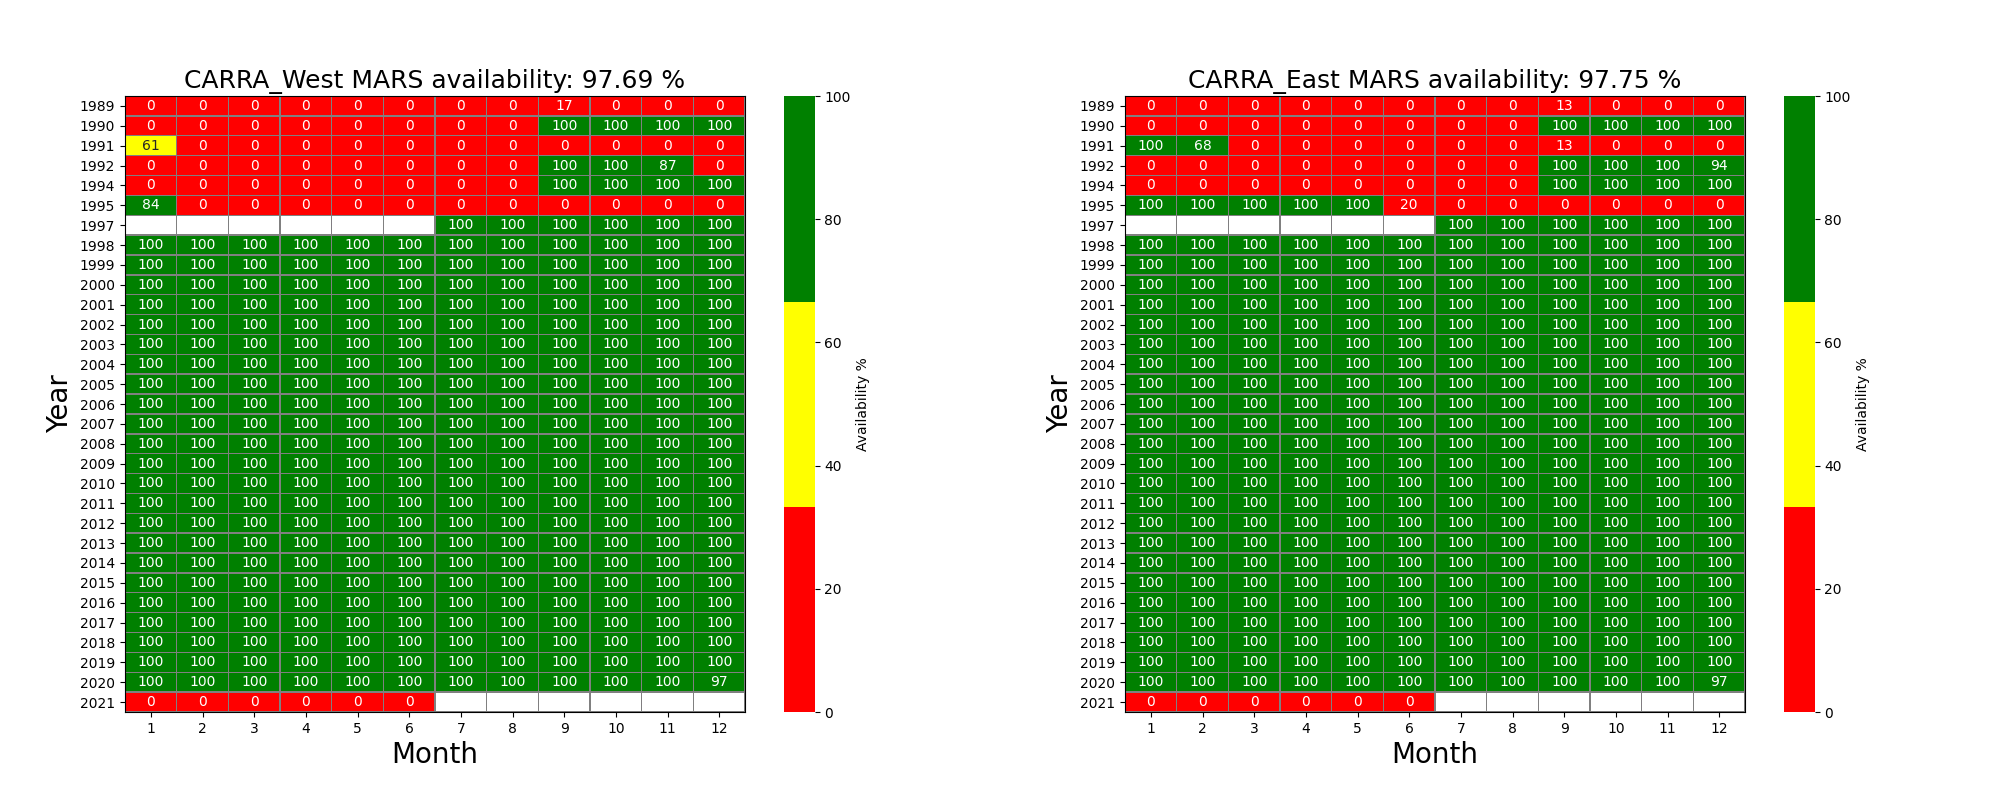 CARRA_West MARS availability: 97.69 %
1989 0 0 0 0 0 0 0 0 17 0 0 0
1990 0 0 0 0 0 0 0 0 100 100 100 100
1991 61 0 0 0 0 0 0 0 0 0 0 0
1992 0 0 0 0 0 0 0 0 100 100 87 0
1994 0 0 0 0 0 0 0 0 100 100 100 100
1995 84 0 0 0 0 0 0 0 0 0 0 0
1997 100 100 100 100 100 100
1998 100 100 100 100 100 100 100 100 100 100 100 100
1999 100 100 100 100 100 100 100 100 100 100 100 100
2000 100 100 100 100 100 100 100 100 100 100 100 100
2001 100 100 100 100 100 100 100 100 100 100 100 100
2002 100 100 100 100 100 100 100 100 100 100 100 100
2003 100 100 100 100 100 100 100 100 100 100 100 100
2004 100 100 100 100 100 100 100 100 100 100 100 100
2005 100 100 100 100 100 100 100 100 100 100 100 100
2006 100 100 100 100 100 100 100 100 100 100 100 100
2007 100 100 100 100 100 100 100 100 100 100 100 100
2008 100 100 100 100 100 100 100 100 100 100 100 100
2009 100 100 100 100 100 100 100 100 100 100 100 100
2010 100 100 100 100 100 100 100 100 100 100 100 100
2011 100 100 100 100 100 100 100 100 100 100 100 100
2012 100 100 100 100 100 100 100 100 100 100 100 100
2013 100 100 100 100 100 100 100 100 100 100 100 100
2014 100 100 100 100 100 100 100 100 100 100 100 100
2015 100 100 100 100 100 100 100 100 100 100 100 100
2016 100 100 100 100 100 100 100 100 100 100 100 100
2017 100 100 100 100 100 100 100 100 100 100 100 100
2018 100 100 100 100 100 100 100 100 100 100 100 100
2019 100 100 100 100 100 100 100 100 100 100 100 100
2020 100 100 100 100 100 100 100 100 100 100 100 97
2021 0 0 0 0 0 0
1 2 3 4 5 6 7 8 9 10 11 12
Month
Year
100
80
60
40
20
0
Availability %
CARRA_East MARS availability: 97.75 %
1989 0 0 0 0 0 0 0 0 13 0 0 0
1990 0 0 0 0 0 0 0 0 100 100 100 100
1991 100 68 0 0 0 0 0 0 13 0 0 0
1992 0 0 0 0 0 0 0 0 100 100 100 94
1994 0 0 0 0 0 0 0 0 100 100 100 100
1995 100 100 100 100 100 20 0 0 0 0 0 0
1997 100 100 100 100 100 100
1998 100 100 100 100 100 100 100 100 100 100 100 100
1999 100 100 100 100 100 100 100 100 100 100 100 100
2000 100 100 100 100 100 100 100 100 100 100 100 100
2001 100 100 100 100 100 100 100 100 100 100 100 100
2002 100 100 100 100 100 100 100 100 100 100 100 100
2003 100 100 100 100 100 100 100 100 100 100 100 100
2004 100 100 100 100 100 100 100 100 100 100 100 100
2005 100 100 100 100 100 100 100 100 100 100 100 100
2006 100 100 100 100 100 100 100 100 100 100 100 100
2007 100 100 100 100 100 100 100 100 100 100 100 100
2008 100 100 100 100 100 100 100 100 100 100 100 100
2009 100 100 100 100 100 100 100 100 100 100 100 100
2010 100 100 100 100 100 100 100 100 100 100 100 100
2011 100 100 100 100 100 100 100 100 100 100 100 100
2012 100 100 100 100 100 100 100 100 100 100 100 100
2013 100 100 100 100 100 100 100 100 100 100 100 100
2014 100 100 100 100 100 100 100 100 100 100 100 100
2015 100 100 100 100 100 100 100 100 100 100 100 100
2016 100 100 100 100 100 100 100 100 100 100 100 100
2017 100 100 100 100 100 100 100 100 100 100 100 100
2018 100 100 100 100 100 100 100 100 100 100 100 100
2019 100 100 100 100 100 100 100 100 100 100 100 100
2020 100 100 100 100 100 100 100 100 100 100 100 97
2021 0 0 0 0 0 0
1 2 3 4 5 6 7 8 9 10 11 12
Month
Year
100
80
60
40
20
0
Availability %